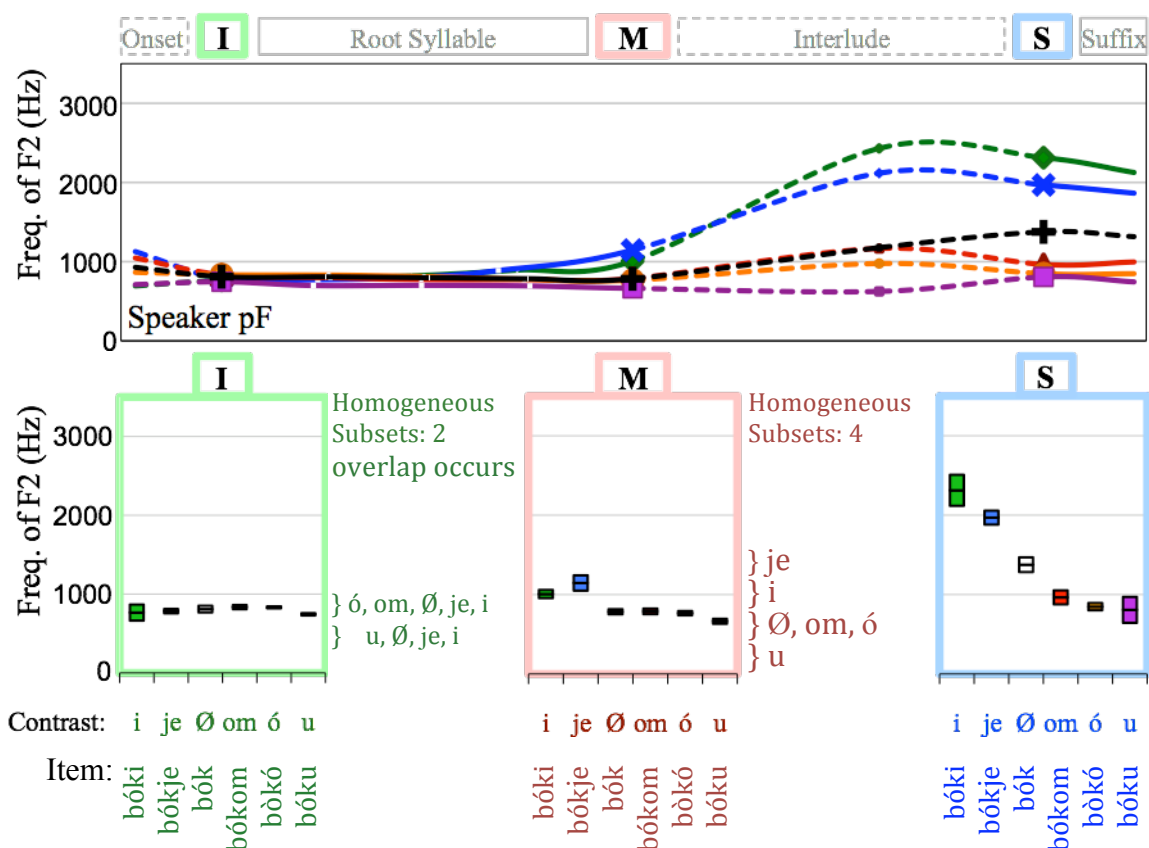 Onset I Root Syllable M Interlude S Suffix
Freq. of F2 (Hz)
3000
2000
1000
0
Speaker pF
I M S
Freq. of F2 (Hz)
3000
2000
1000
0
Homogeneous
Subsets: 2
overlap occurs
} ó, om, Ø, je, i
} u, Ø, je, i
Homogeneous
Subsets: 4
} je
} i
} Ø, om, ó
} u
Contrast: i je Ø om ó u i je Ø om ó u i je Ø om ó u
Item: bóki bókje bók bókom bòkó bóku bóki bókje bók bókom bòkó bóku bóki bókje bók bókom bòkó bóku